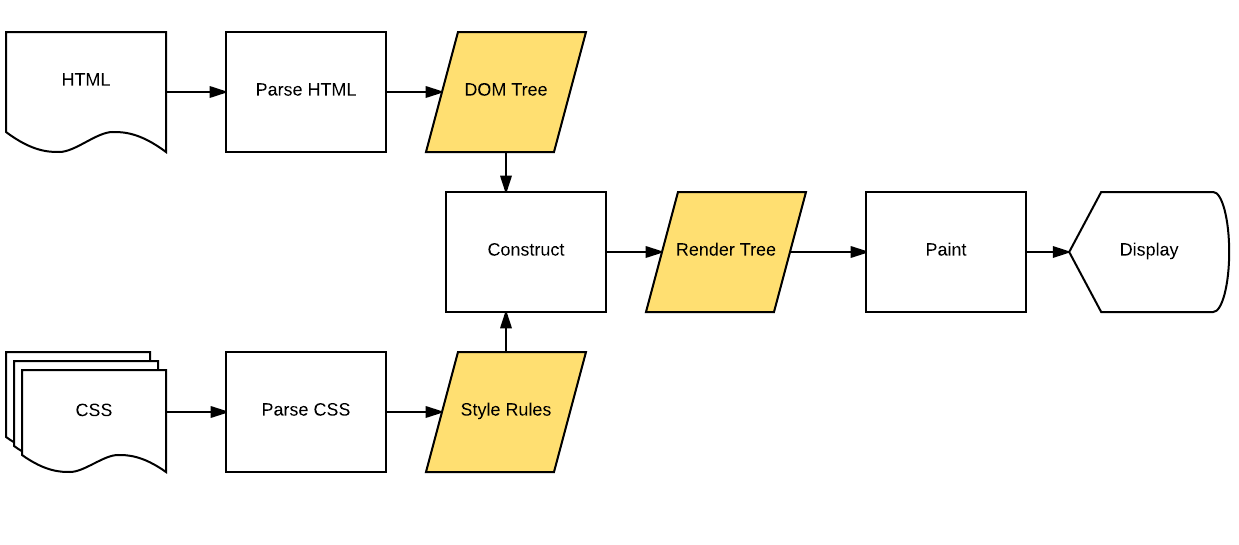 HTML
Parse HTML
DOM Tree
Construct
Render Tree
Paint
Display
CSS
Parse CSS
Style Rules